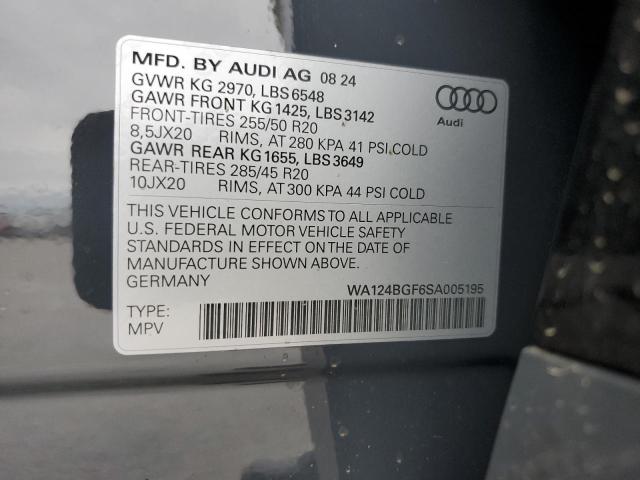 MFD. BY AUDI AG 08 24
GVWR KG 2970, LBS 6548
GAWR FRONT KG 1425, LBS 3142
FRONT-TIRES 255/50 R20
8,5JX20 RIMS, AT 280 KPA 41 PSI COLD
GAWR REAR KG 1655, LBS 3649
REAR-TIRES 285/45 R20
10JX20 RIMS, AT 300 KPA 44 PSI COLD
Audi
THIS VEHICLE CONFORMS TO ALL APPLICABLE
U.S. FEDERAL MOTOR VEHICLE SAFETY
STANDARDS IN EFFECT ON THE DATE OF
MANUFACTURE SHOWN ABOVE.
GERMANY
WA124BGF6SA005195
TYPE:
MPV